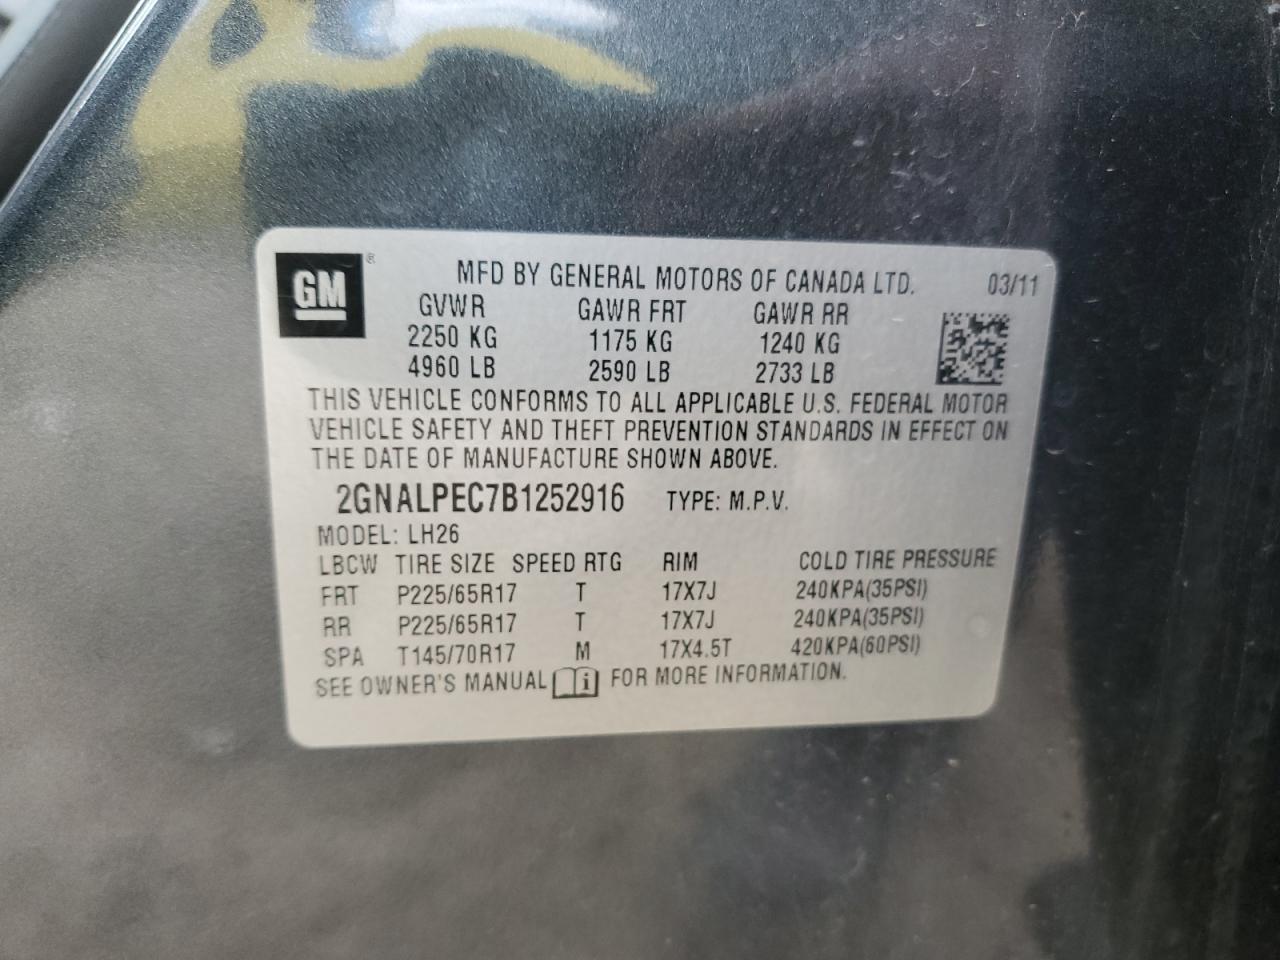 GM ®
MFD BY GENERAL MOTORS OF CANADA LTD. 03/11
GVWR GAWR FRT GAWR RR
2250 KG 1175 KG 1240 KG
4960 LB 2590 LB 2733 LB
THIS VEHICLE CONFORMS TO ALL APPLICABLE U.S. FEDERAL MOTOR
VEHICLE SAFETY AND THEFT PREVENTION STANDARDS IN EFFECT ON
THE DATE OF MANUFACTURE SHOWN ABOVE.
2GNALPEC7B1252916 TYPE: M.P.V.
MODEL: LH26
LBCW TIRE SIZE SPEED RTG RIM COLD TIRE PRESSURE
FRT P225/65R17 T 17X7J 240KPA(35PSI)
RR P225/65R17 T 17X7J 240KPA(35PSI)
SPA T145/70R17 M 17X4.5T 420KPA(60PSI)
SEE OWNER'S MANUAL i FOR MORE INFORMATION.